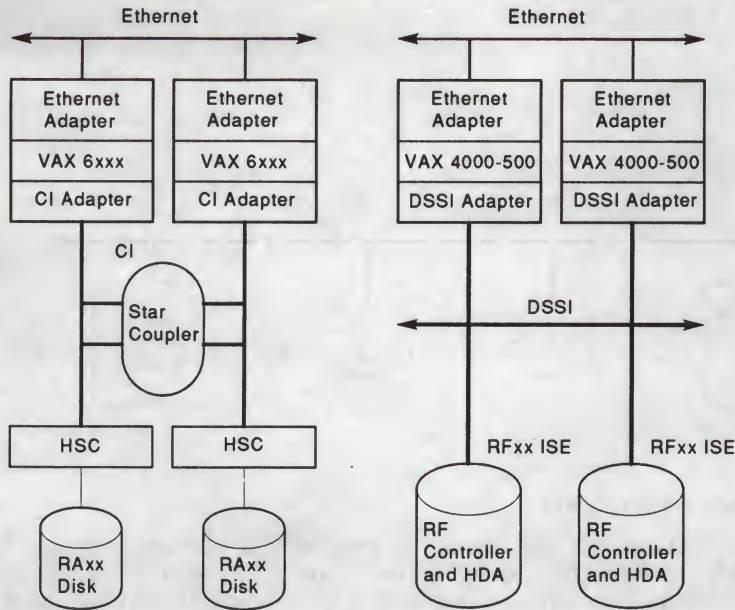 Ethernet
Ethernet Adapter
VAX 6xxx
CI Adapter
Ethernet Adapter
VAX 6xxx
CI Adapter
CI
Star
Coupler
HSC
HSC
RAxx
Disk
RAxx
Disk
Ethernet
Ethernet
Adapter
VAX 4000-500
DSSI Adapter
Ethernet
Adapter
VAX 4000-500
DSSI Adapter
DSSI
RFxx ISE
RFxx ISE
RF
Controller
and HDA
RF
Controller
and HDA